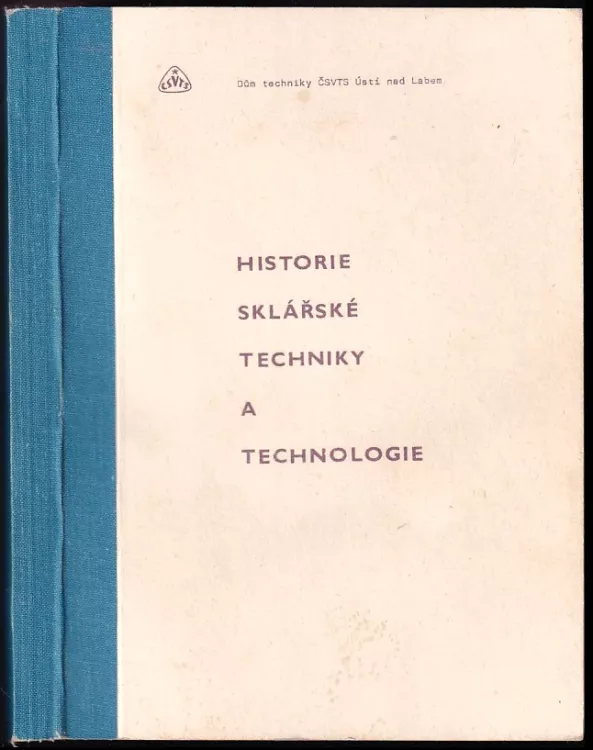 ČSVTS
Dům techniky ČSVTS Ústí nad Labem
HISTORIE
SKLÁŘSKÉ
TECHNIKY
A
TECHNOLOGIE